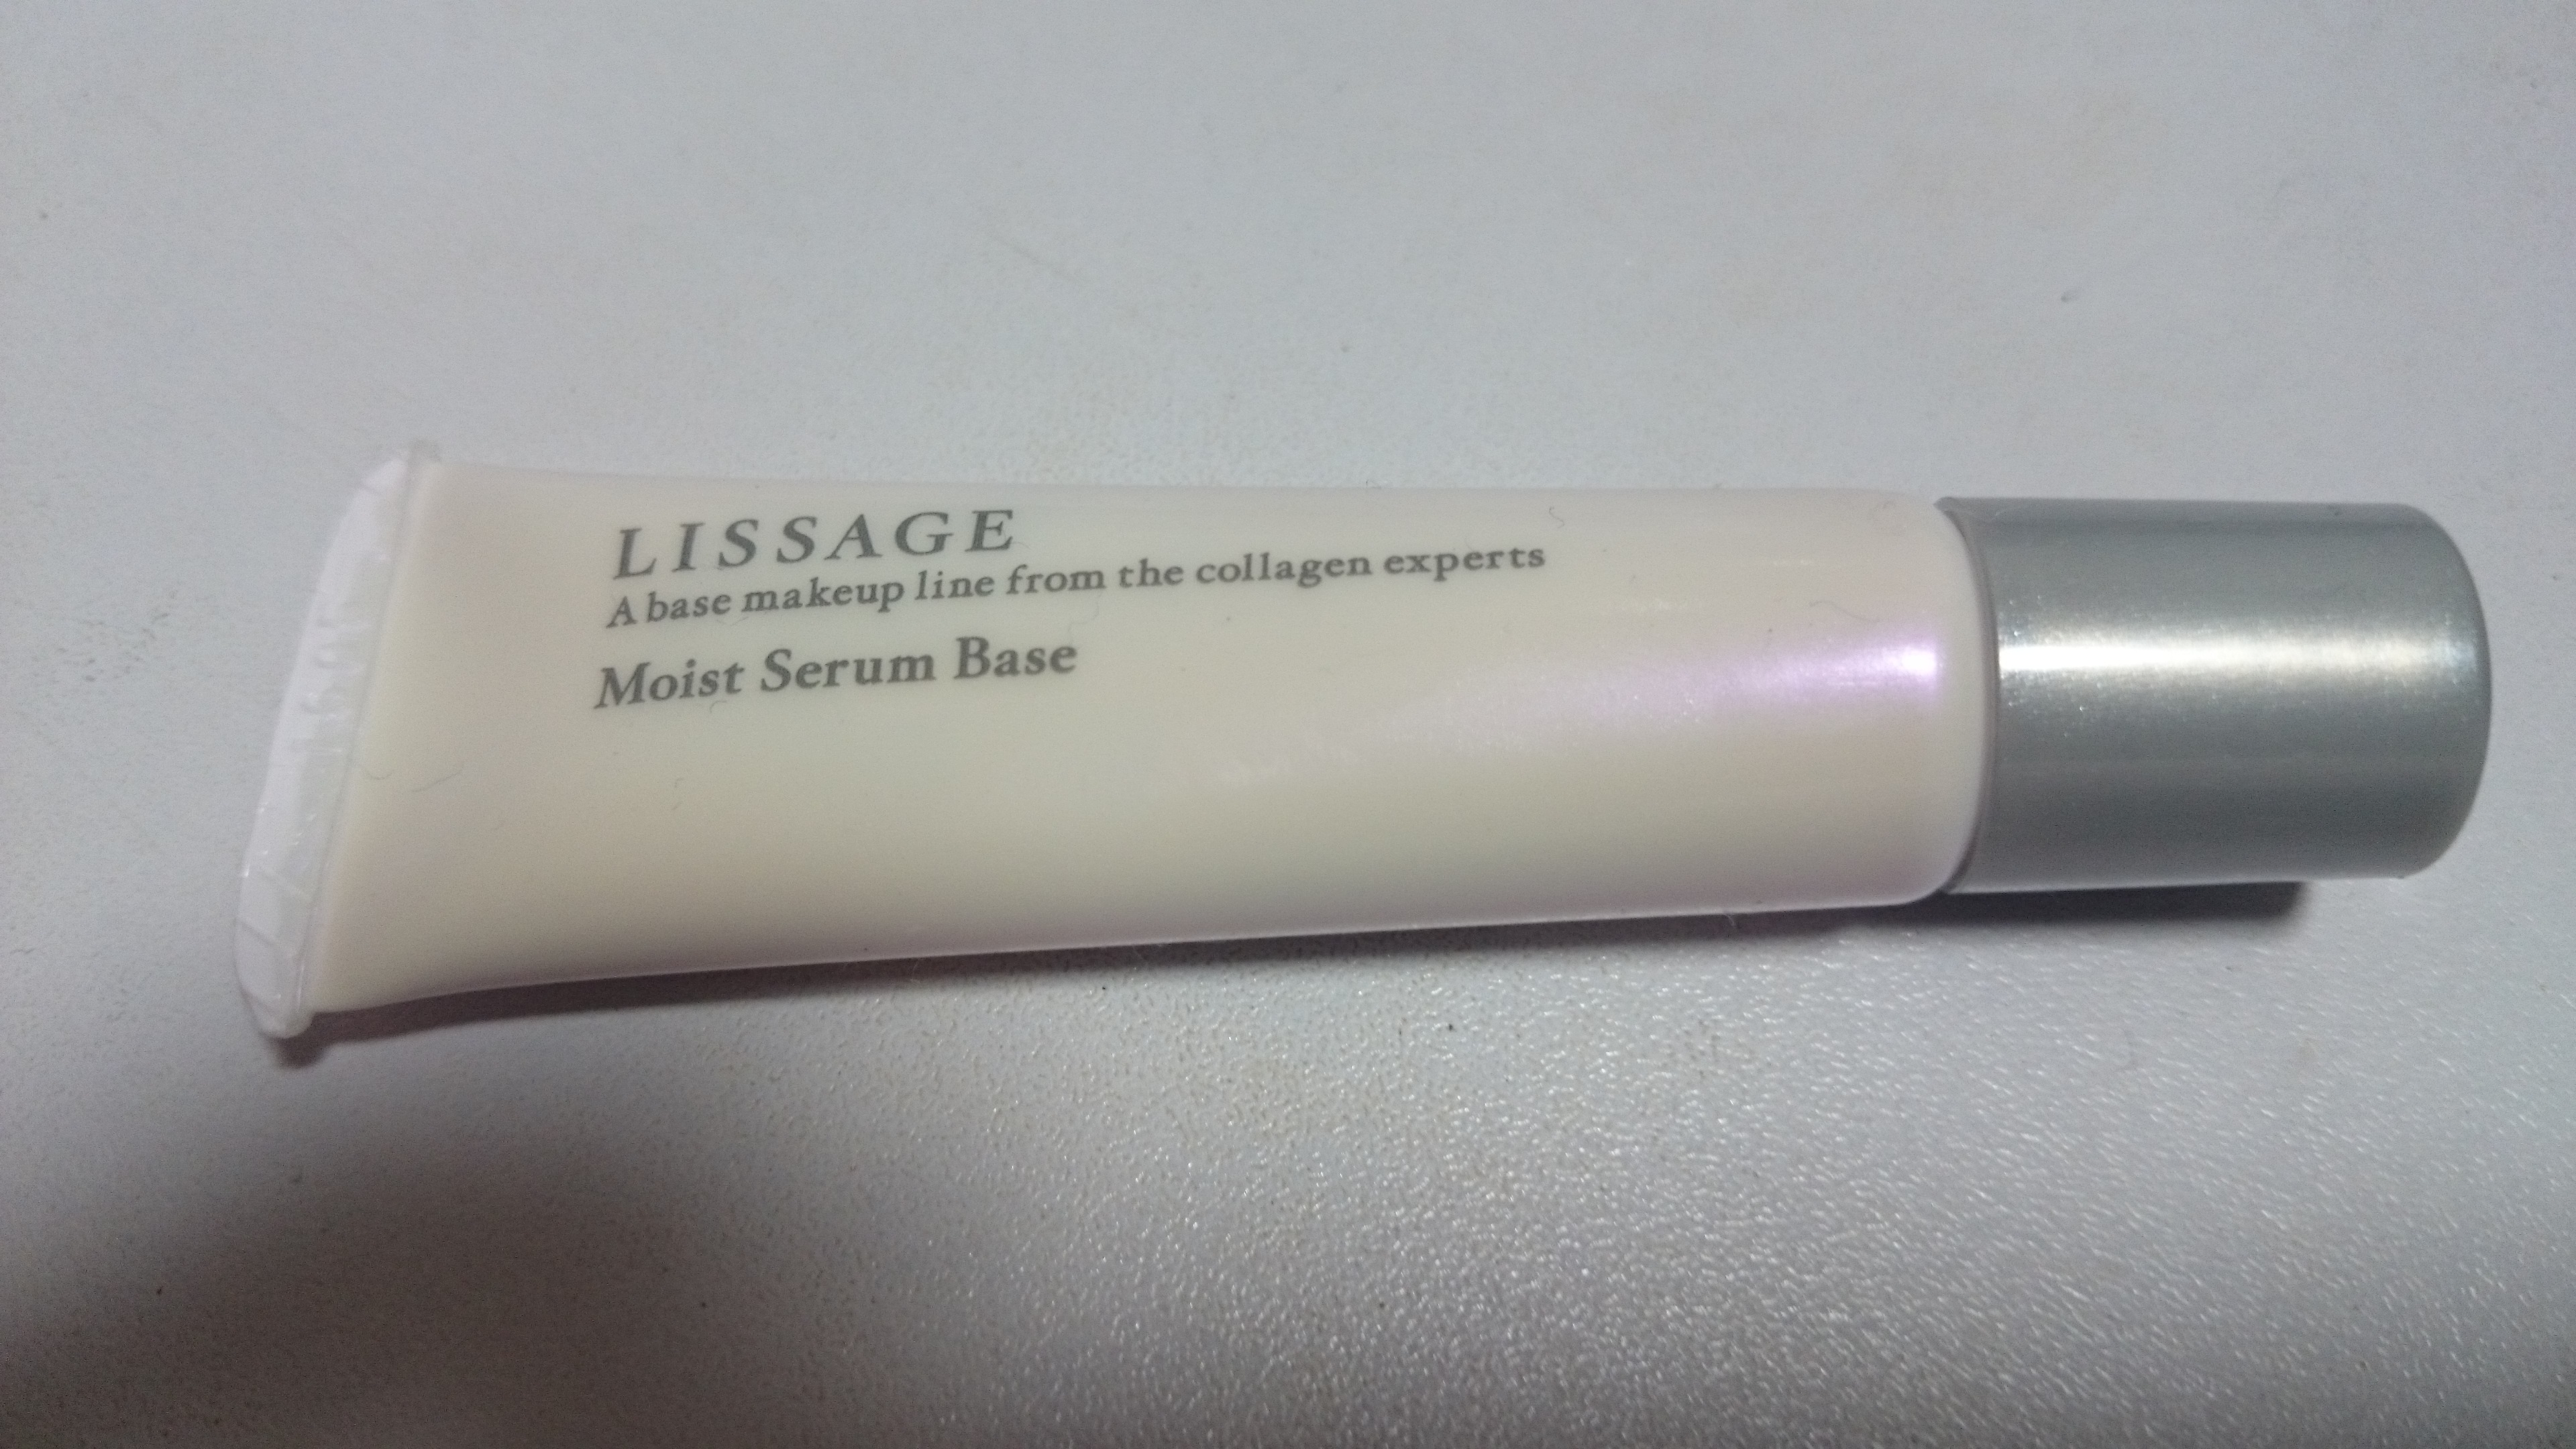 LISSAGE
A base makeup line from the collagen experts
Moist Serum Base